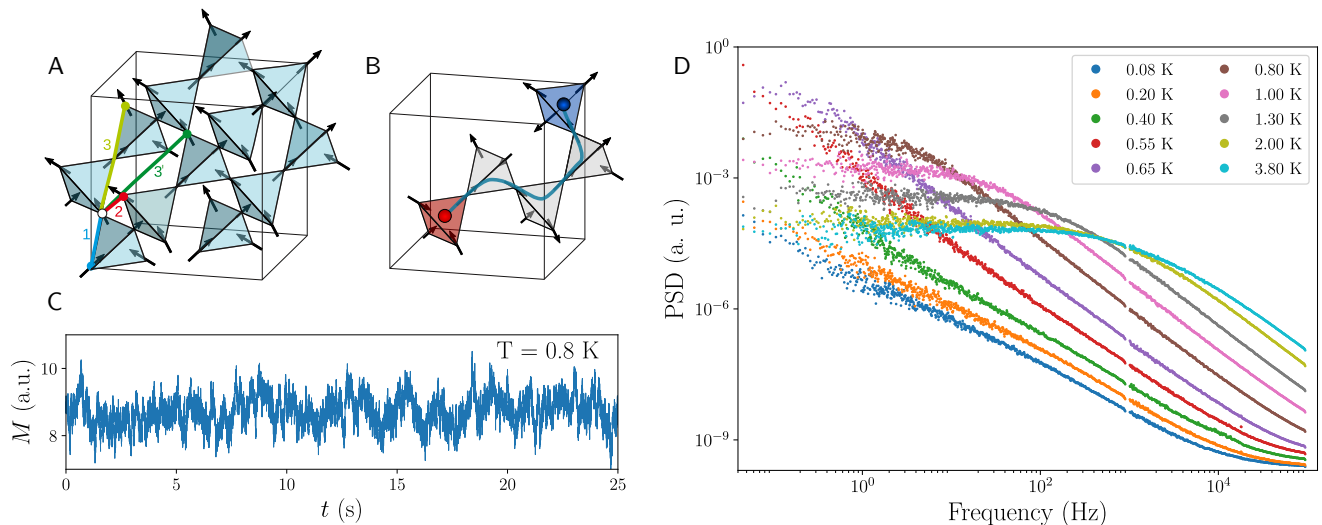 A
3
3'
2
1
B
C
T = 0.8 K
M (a.u.)
10
8
0
5
10
15
20
25
t (s)
D
PSD (a. u.)
10^0
10^-3
10^-6
10^-9
0.08 K
0.20 K
0.40 K
0.55 K
0.65 K
0.80 K
1.00 K
1.30 K
2.00 K
3.80 K
10^0
10^2
10^4
Frequency (Hz)